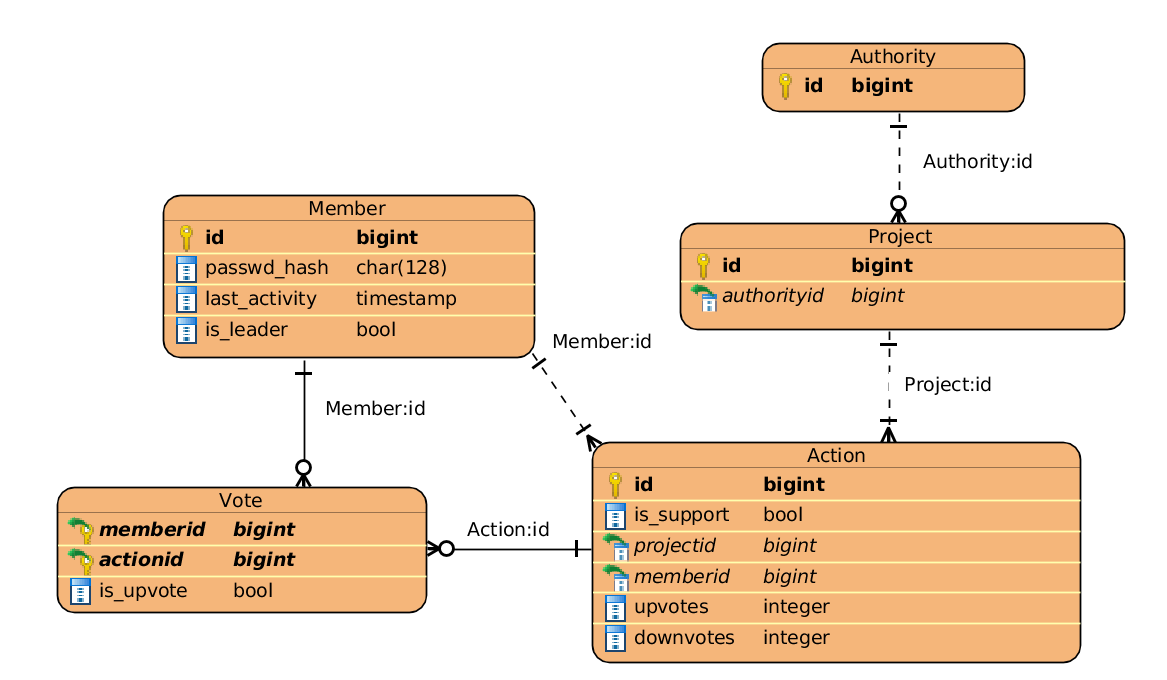 Authority
id bigint
Authority:id
Member
id bigint
passwd_hash char(128)
last_activity timestamp
is_leader bool
Project
id bigint
authorityid bigint
Member:id
Project:id
Member:id
Action
id bigint
is_support bool
projectid bigint
memberid bigint
upvotes integer
downvotes integer
Vote
memberid bigint
actionid bigint
is_upvote bool
Action:id